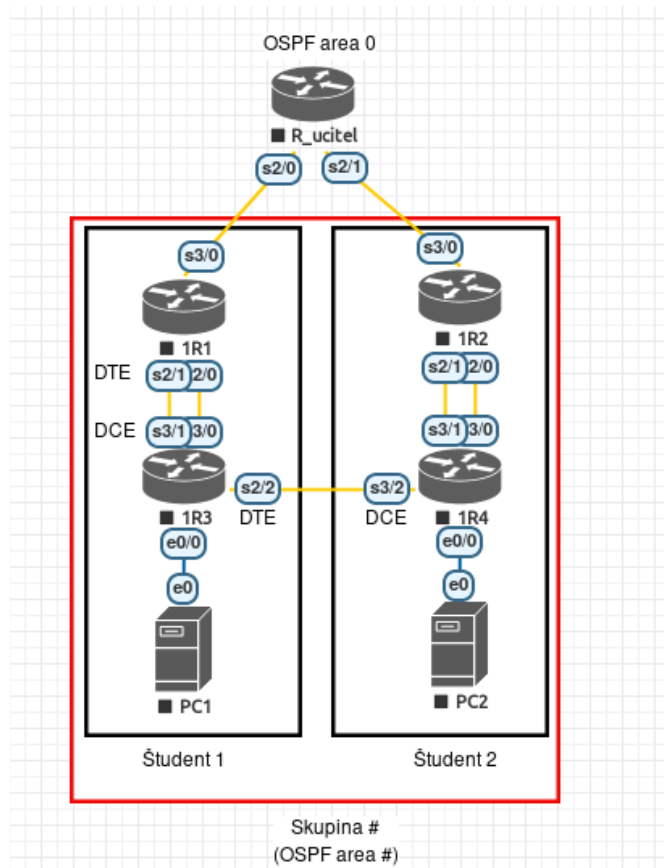 OSPF area 0
R_ucitel
s2/0
s2/1
s3/0
s3/0
1R1
1R2
DTE
s2/1
2/0
s2/1
2/0
DCE
s3/1
3/0
s3/1
3/0
s2/2
s3/2
1R3
DTE
DCE
1R4
e0/0
e0/0
e0
e0
PC1
PC2
Študent 1
Študent 2
Skupina #
(OSPF area #)